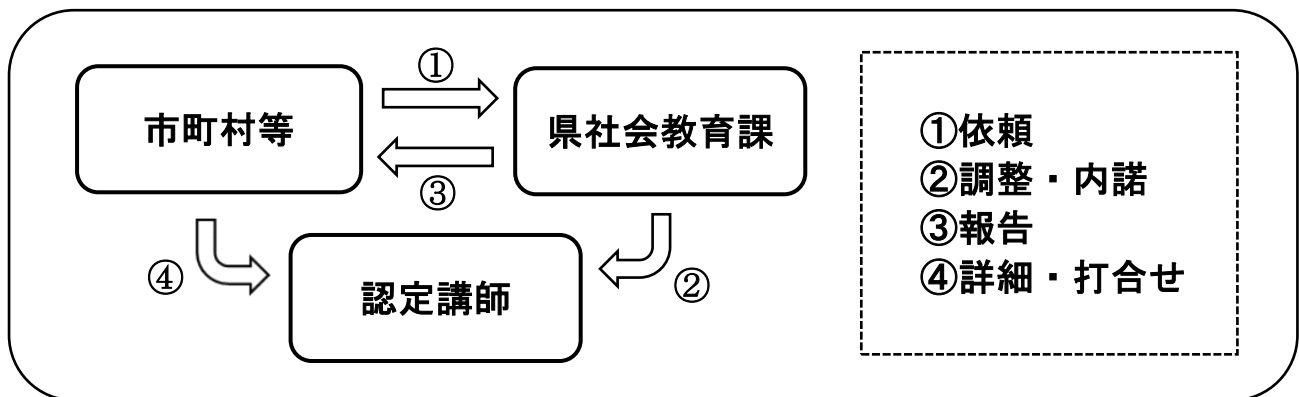 ①
市町村等
県社会教育課
③
④
認定講師
②
①依頼
②調整・内諾
③報告
④詳細・打合せ